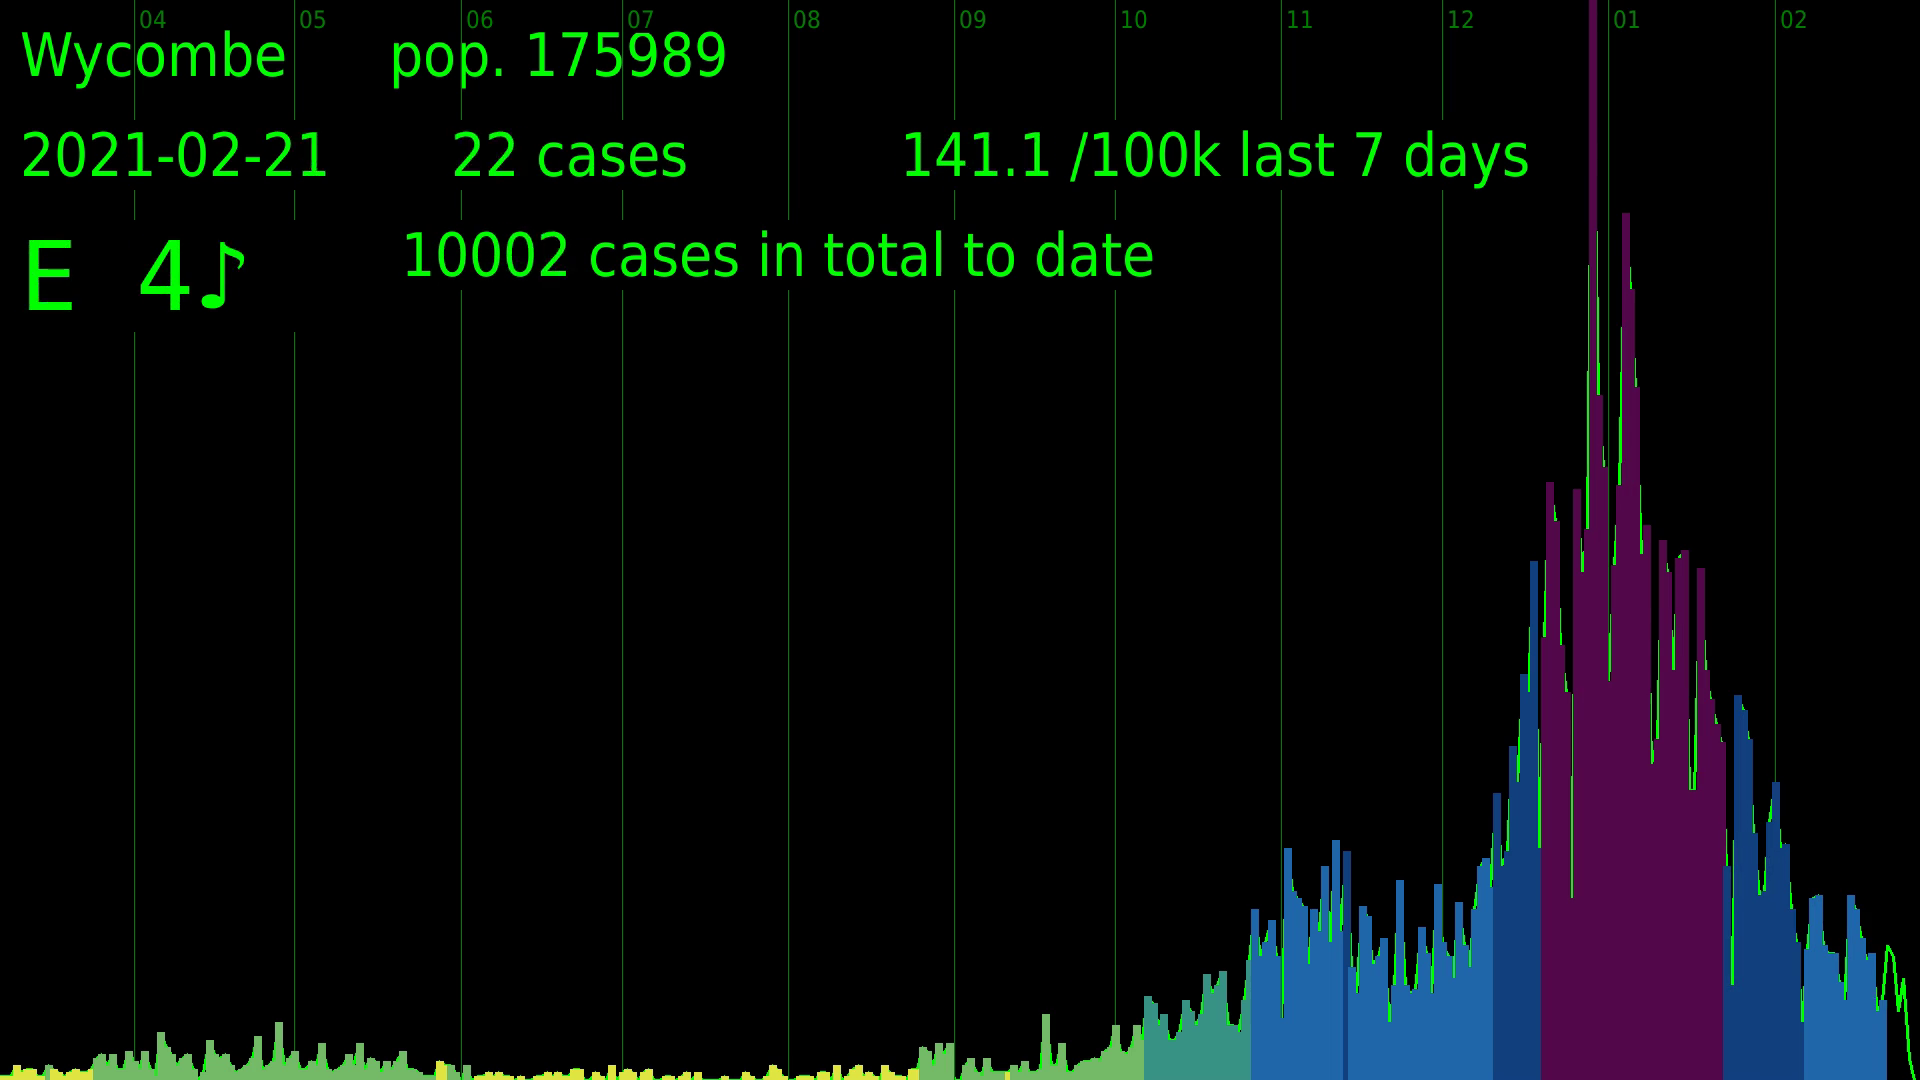 04 05 06 07 08 09 10 11 12 01 02
Wycombe pop. 175989
2021-02-21 22 cases 141.1 /100k last 7 days
E 4♪ 10002 cases in total to date